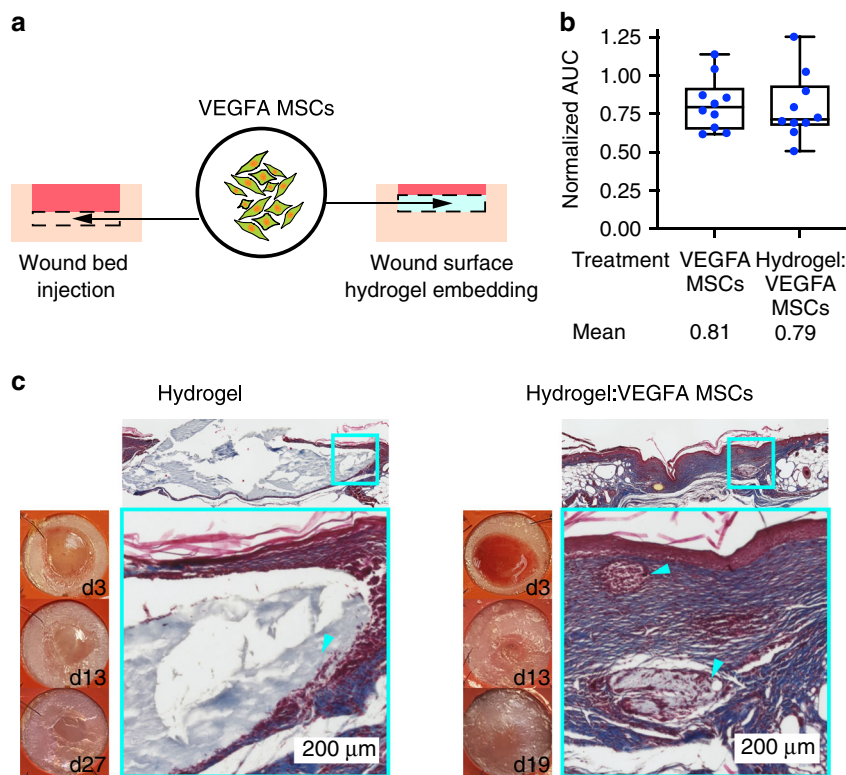 a
VEGFA MSCs
Wound bed
injection
Wound surface
hydrogel embedding
b
Normalized AUC
1.25
1.00
0.75
0.50
0.25
0.00
Treatment VEGFA MSCs Hydrogel: VEGFA MSCs
Mean 0.81 0.79
c
Hydrogel
d3
d13
d27
200 μm
Hydrogel:VEGFA MSCs
d3
d13
d19
200 μm